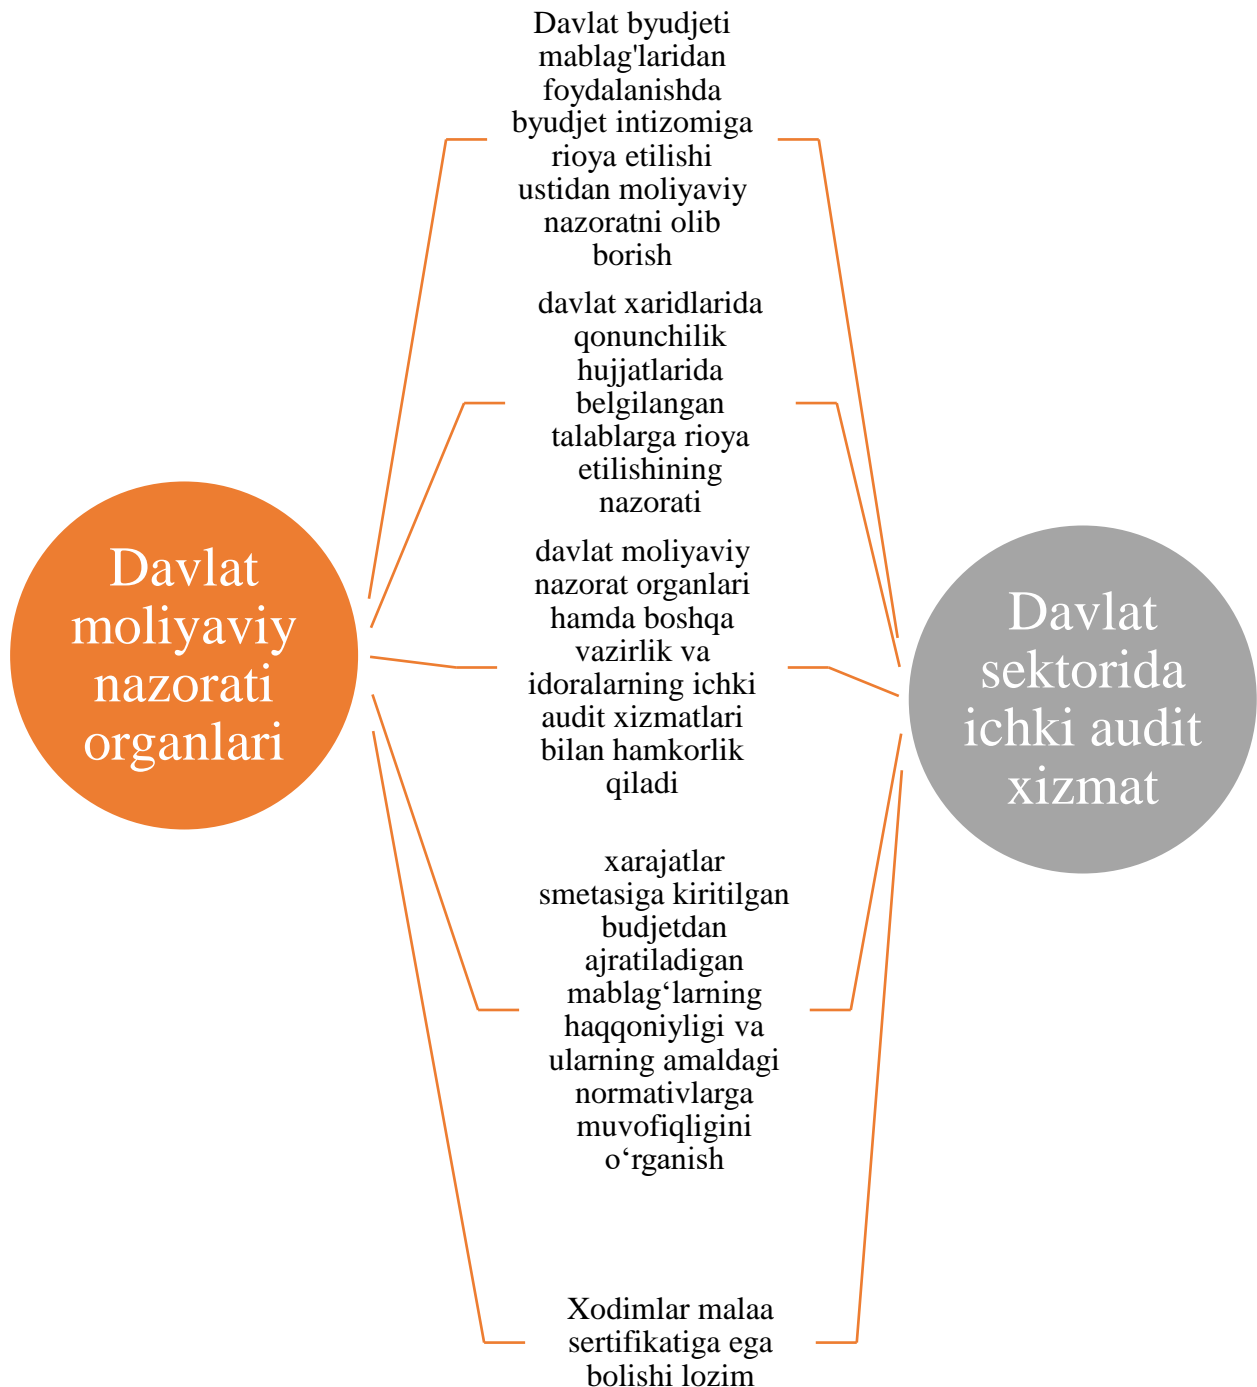 Davlat byudjeti
mablag'laridan
foydalanishda
byudjet intizomiga
rioya etilishi
ustidan moliyaviy
nazoratni olib
borish
davlat xaridlarida
qonunchilik
hujjatlarida
belgilangan
talablarga rioya
etilishining
nazorati
davlat moliyaviy
nazorat organlari
hamda boshqa
vazirlik va
idoralarning ichki
audit xizmatlari
bilan hamkorlik
qiladi
xarajatlar
smetasiga kiritilgan
budjetdan
ajratiladigan
mablag‘larning
haqqoniyligi va
ularning amaldagi
normativlarga
muvofiqligini
o‘rganish
Xodimlar malaa
sertifikatiga ega
bolishi lozim
Davlat
moliyaviy
nazorati
organlari
Davlat
sektorida
ichki audit
xizmat